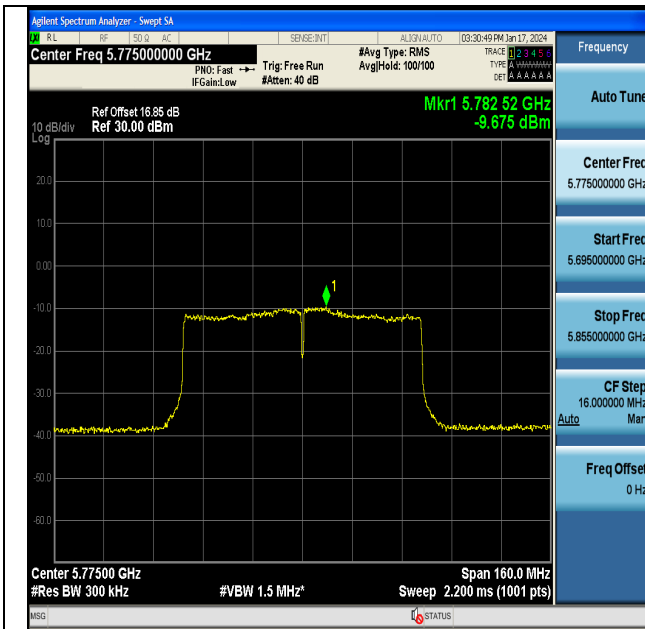 Agilent Spectrum Analyzer - Swept SA
LXI RL RF 50 Ω AC SENSE:INT ALIGN AUTO 03:30:49 PM Jan 17, 2024
Center Freq 5.775000000 GHz
PNO: Fast
IFGain:Low
Trig: Free Run
#Atten: 40 dB
#Avg Type: RMS
Avg|Hold: 100/100
TRACE 1 2 3 4 5 6
TYPE A
DET A A A A A A
Mkr1 5.782 52 GHz
-9.675 dBm
Ref Offset 16.85 dB
10 dB/div Ref 30.00 dBm
Log
20.0
10.0
0.00
-10.0
-20.0
-30.0
-40.0
-50.0
-60.0
1
Center 5.77500 GHz Span 160.0 MHz
#Res BW 300 kHz #VBW 1.5 MHz* Sweep 2.200 ms (1001 pts)
MSG STATUS
Frequency
Auto Tune
Center Freq
5.775000000 GHz
Start Freq
5.695000000 GHz
Stop Freq
5.855000000 GHz
CF Step
16.000000 MHz
Auto Man
Freq Offset
0 Hz